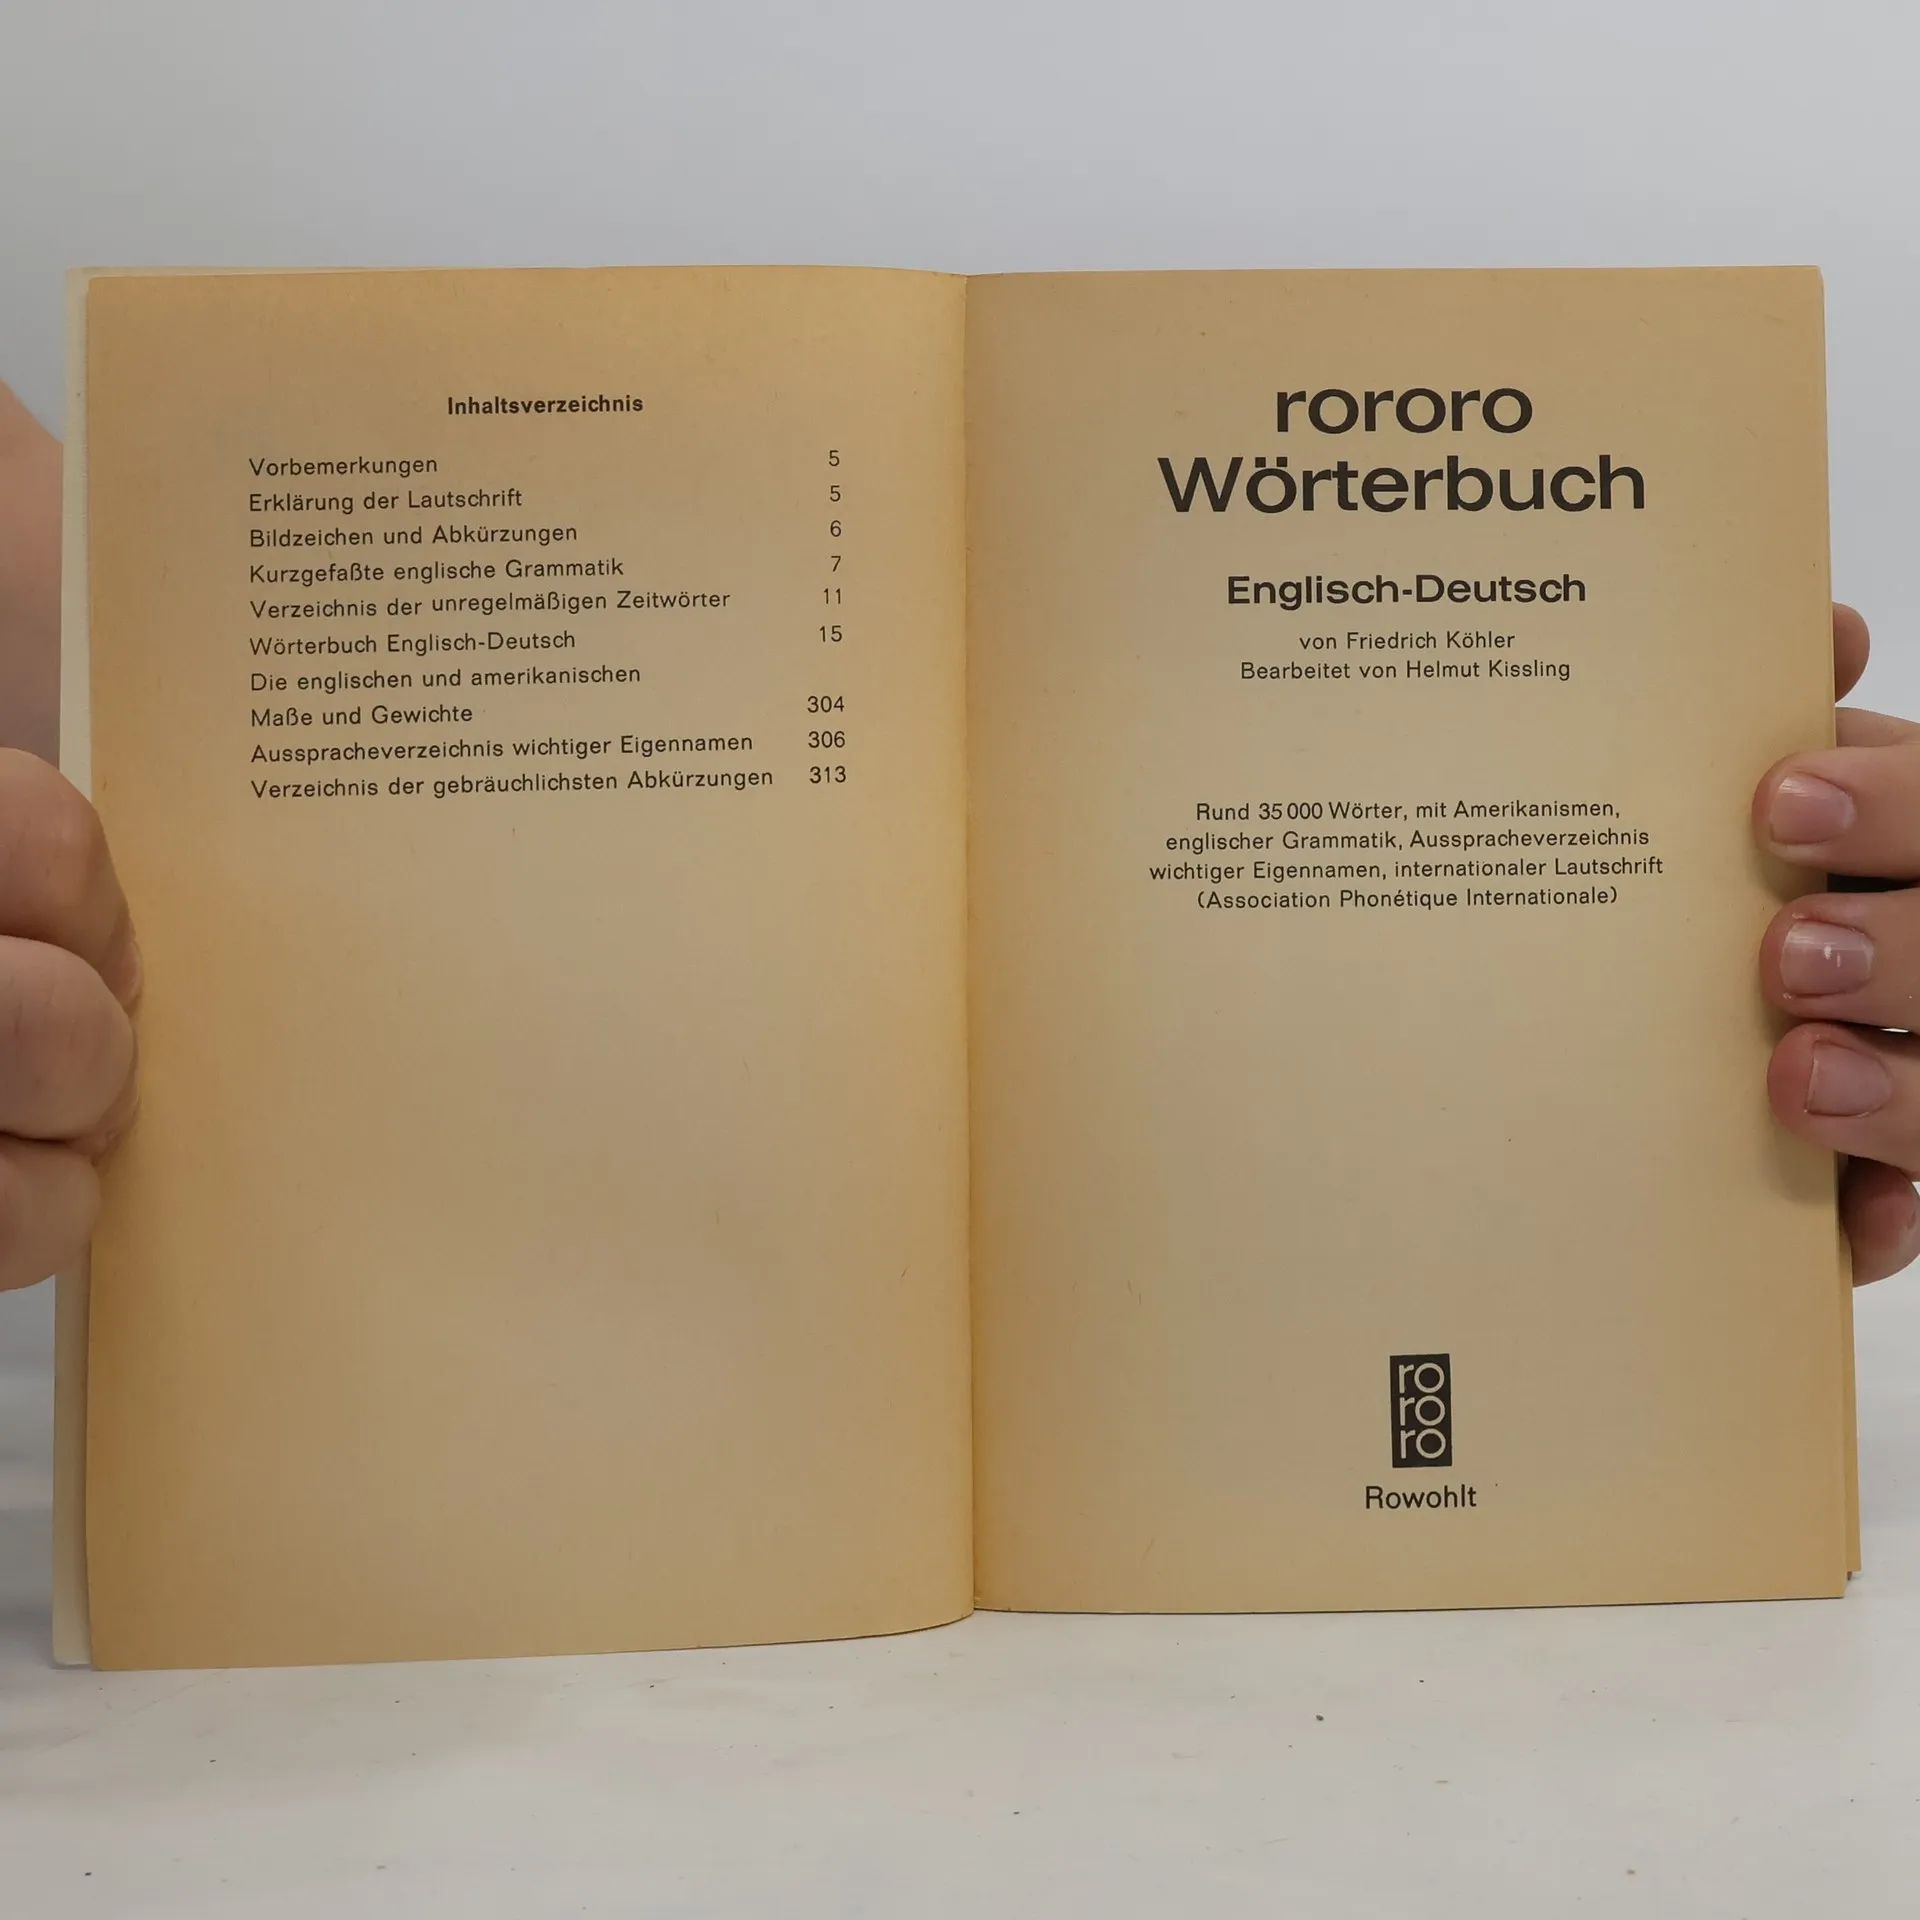 Inhaltsverzeichnis
Vorbemerkungen 5
Erklärung der Lautschrift 5
Bildzeichen und Abkürzungen 6
Kurzgefaßte englische Grammatik 7
Verzeichnis der unregelmäßigen Zeitwörter 11
Wörterbuch Englisch-Deutsch 15
Die englischen und amerikanischen
Maße und Gewichte 304
Ausspracheverzeichnis wichtiger Eigennamen 306
Verzeichnis der gebräuchlichsten Abkürzungen 313
rororo
Wörterbuch
Englisch-Deutsch
von Friedrich Köhler
Bearbeitet von Helmut Kissling
Rund 35 000 Wörter, mit Amerikanismen,
englischer Grammatik, Ausspracheverzeichnis
wichtiger Eigennamen, internationaler Lautschrift
(Association Phonétique Internationale)
ro
ro
ro
Rowohlt